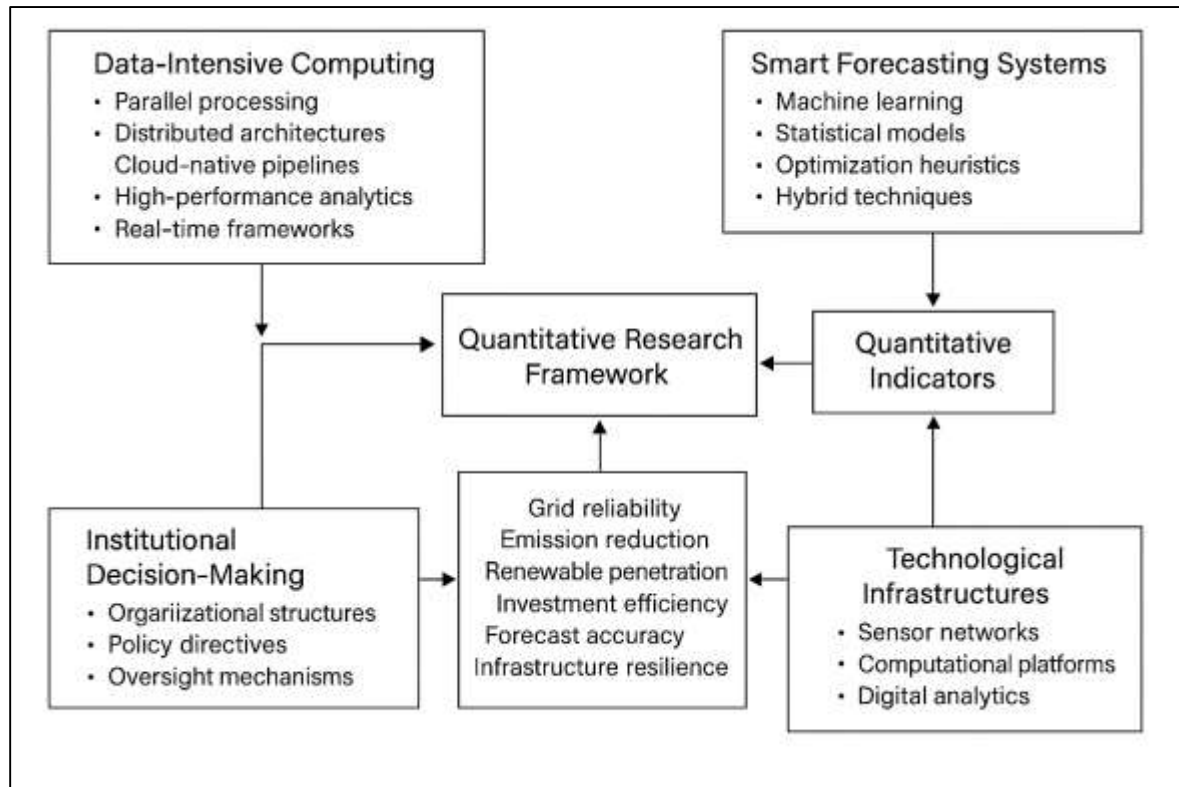 Data-Intensive Computing
• Parallel processing
• Distributed architectures
Cloud-native pipelines
• High-performance analytics
• Real-time frameworks
Smart Forecasting Systems
• Machine learning
• Statistical models
• Optimization heuristics
• Hybrid techniques
Quantitative Research
Framework
Quantitative
Indicators
Institutional
Decision-Making
• Orgariizational structures
• Policy directives
• Oversight mechanisms
Grid reliability
Emission reduction
Renewable penetration
Investment efficiency
Forecast accuracy
Infrastructure resilience
Technological
Infrastructures
• Sensor networks
• Computational platforms
• Digital analytics